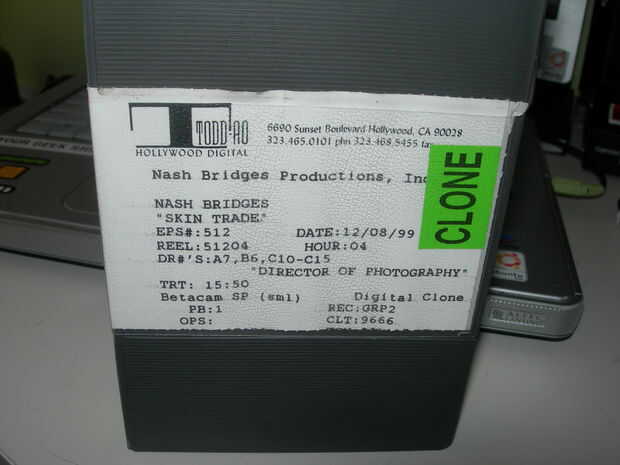 TODD-AO
HOLLYWOOD DIGITAL
6690 Sunset Boulevard Hollywood, CA 90028
323.465.0101 phn 323.468.5455 fax
Nash Bridges Productions, Inc
CLONE
NASH BRIDGES
"SKIN TRADE"
EPS#:512 DATE:12/08/99
REEL:51204 HOUR:04
DR#'S:A7,B6,C10-C15
"DIRECTOR OF PHOTOGRAPHY"
TRT: 15:50
Betacam SP (sml) Digital Clone
PB:1 REC:GRP2
OPS: CLT:9666
YOUR GEEK